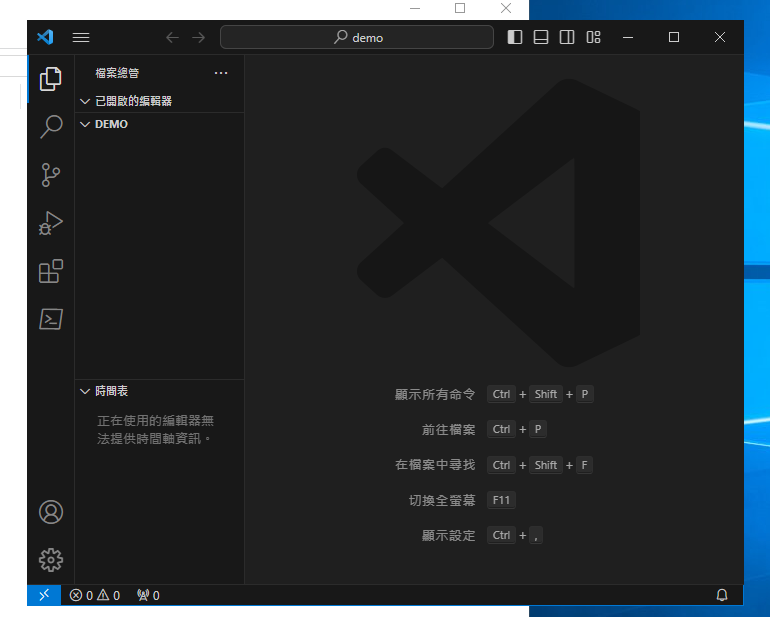 demo
檔案總管
已開啟的編輯器
DEMO
時間表
正在使用的編輯器無
法提供時間軸資訊。
顯示所有命令 Ctrl + Shift + P
前往檔案 Ctrl + P
在檔案中尋找 Ctrl + Shift + F
切換全螢幕 F11
顯示設定 Ctrl + ,
0 0 0